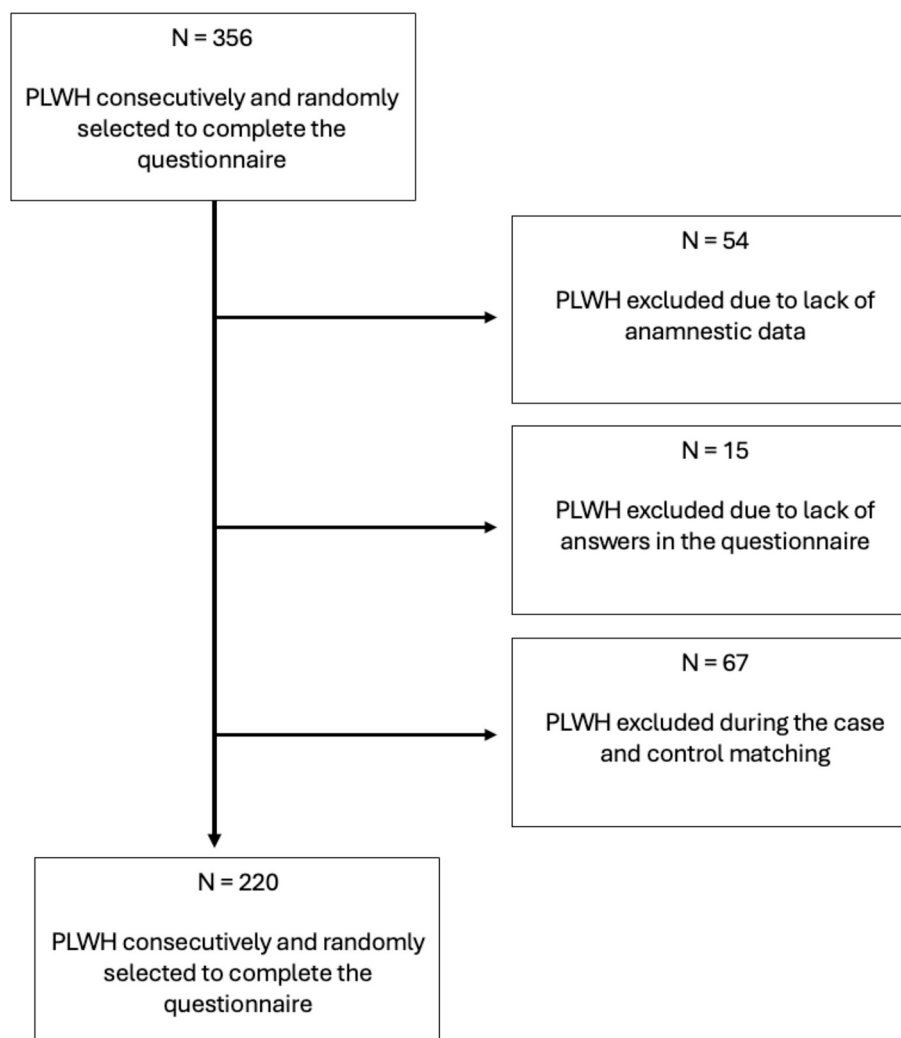 N = 356
PLWH consecutively and randomly
selected to complete the
questionnaire
N = 54
PLWH excluded due to lack of
anamnestic data
N = 15
PLWH excluded due to lack of
answers in the questionnaire
N = 67
PLWH excluded during the case
and control matching
N = 220
PLWH consecutively and randomly
selected to complete the
questionnaire